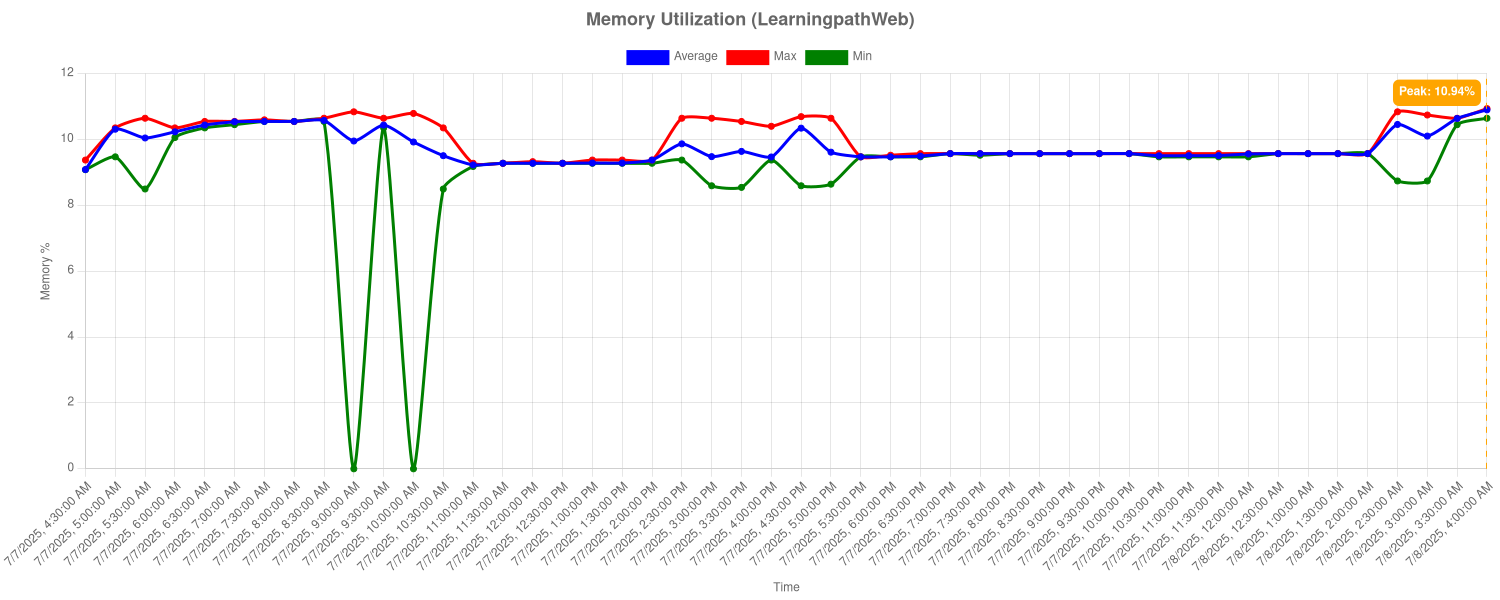 Memory Utilization (LearningpathWeb)
Average Max Min
12
Peak: 10.94%
10
8
6
4
2
0
Memory %
7/7/2025, 4:30:00 AM
7/7/2025, 5:00:00 AM
7/7/2025, 5:30:00 AM
7/7/2025, 6:00:00 AM
7/7/2025, 6:30:00 AM
7/7/2025, 7:00:00 AM
7/7/2025, 7:30:00 AM
7/7/2025, 8:00:00 AM
7/7/2025, 8:30:00 AM
7/7/2025, 9:00:00 AM
7/7/2025, 9:30:00 AM
7/7/2025, 10:00:00 AM
7/7/2025, 10:30:00 AM
7/7/2025, 11:00:00 AM
7/7/2025, 11:30:00 AM
7/7/2025, 12:00:00 PM
7/7/2025, 12:30:00 PM
7/7/2025, 1:00:00 PM
7/7/2025, 1:30:00 PM
7/7/2025, 2:00:00 PM
7/7/2025, 2:30:00 PM
7/7/2025, 3:00:00 PM
7/7/2025, 3:30:00 PM
7/7/2025, 4:00:00 PM
7/7/2025, 4:30:00 PM
7/7/2025, 5:00:00 PM
7/7/2025, 5:30:00 PM
7/7/2025, 6:00:00 PM
7/7/2025, 6:30:00 PM
7/7/2025, 7:00:00 PM
7/7/2025, 7:30:00 PM
7/7/2025, 8:00:00 PM
7/7/2025, 8:30:00 PM
7/7/2025, 9:00:00 PM
7/7/2025, 9:30:00 PM
7/7/2025, 10:00:00 PM
7/7/2025, 10:30:00 PM
7/7/2025, 11:00:00 PM
7/7/2025, 11:30:00 PM
7/8/2025, 12:00:00 AM
7/8/2025, 12:30:00 AM
7/8/2025, 1:00:00 AM
7/8/2025, 1:30:00 AM
7/8/2025, 2:00:00 AM
7/8/2025, 2:30:00 AM
7/8/2025, 3:00:00 AM
7/8/2025, 3:30:00 AM
7/8/2025, 4:00:00 AM
Time